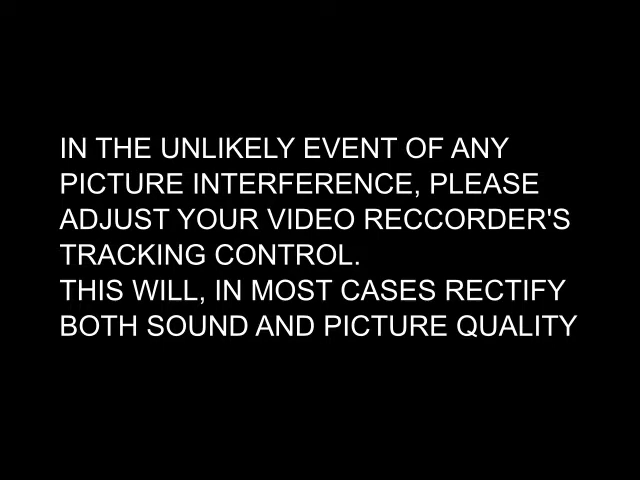 IN THE UNLIKELY EVENT OF ANY
PICTURE INTERFERENCE, PLEASE
ADJUST YOUR VIDEO RECCORDER'S
TRACKING CONTROL.
THIS WILL, IN MOST CASES RECTIFY
BOTH SOUND AND PICTURE QUALITY